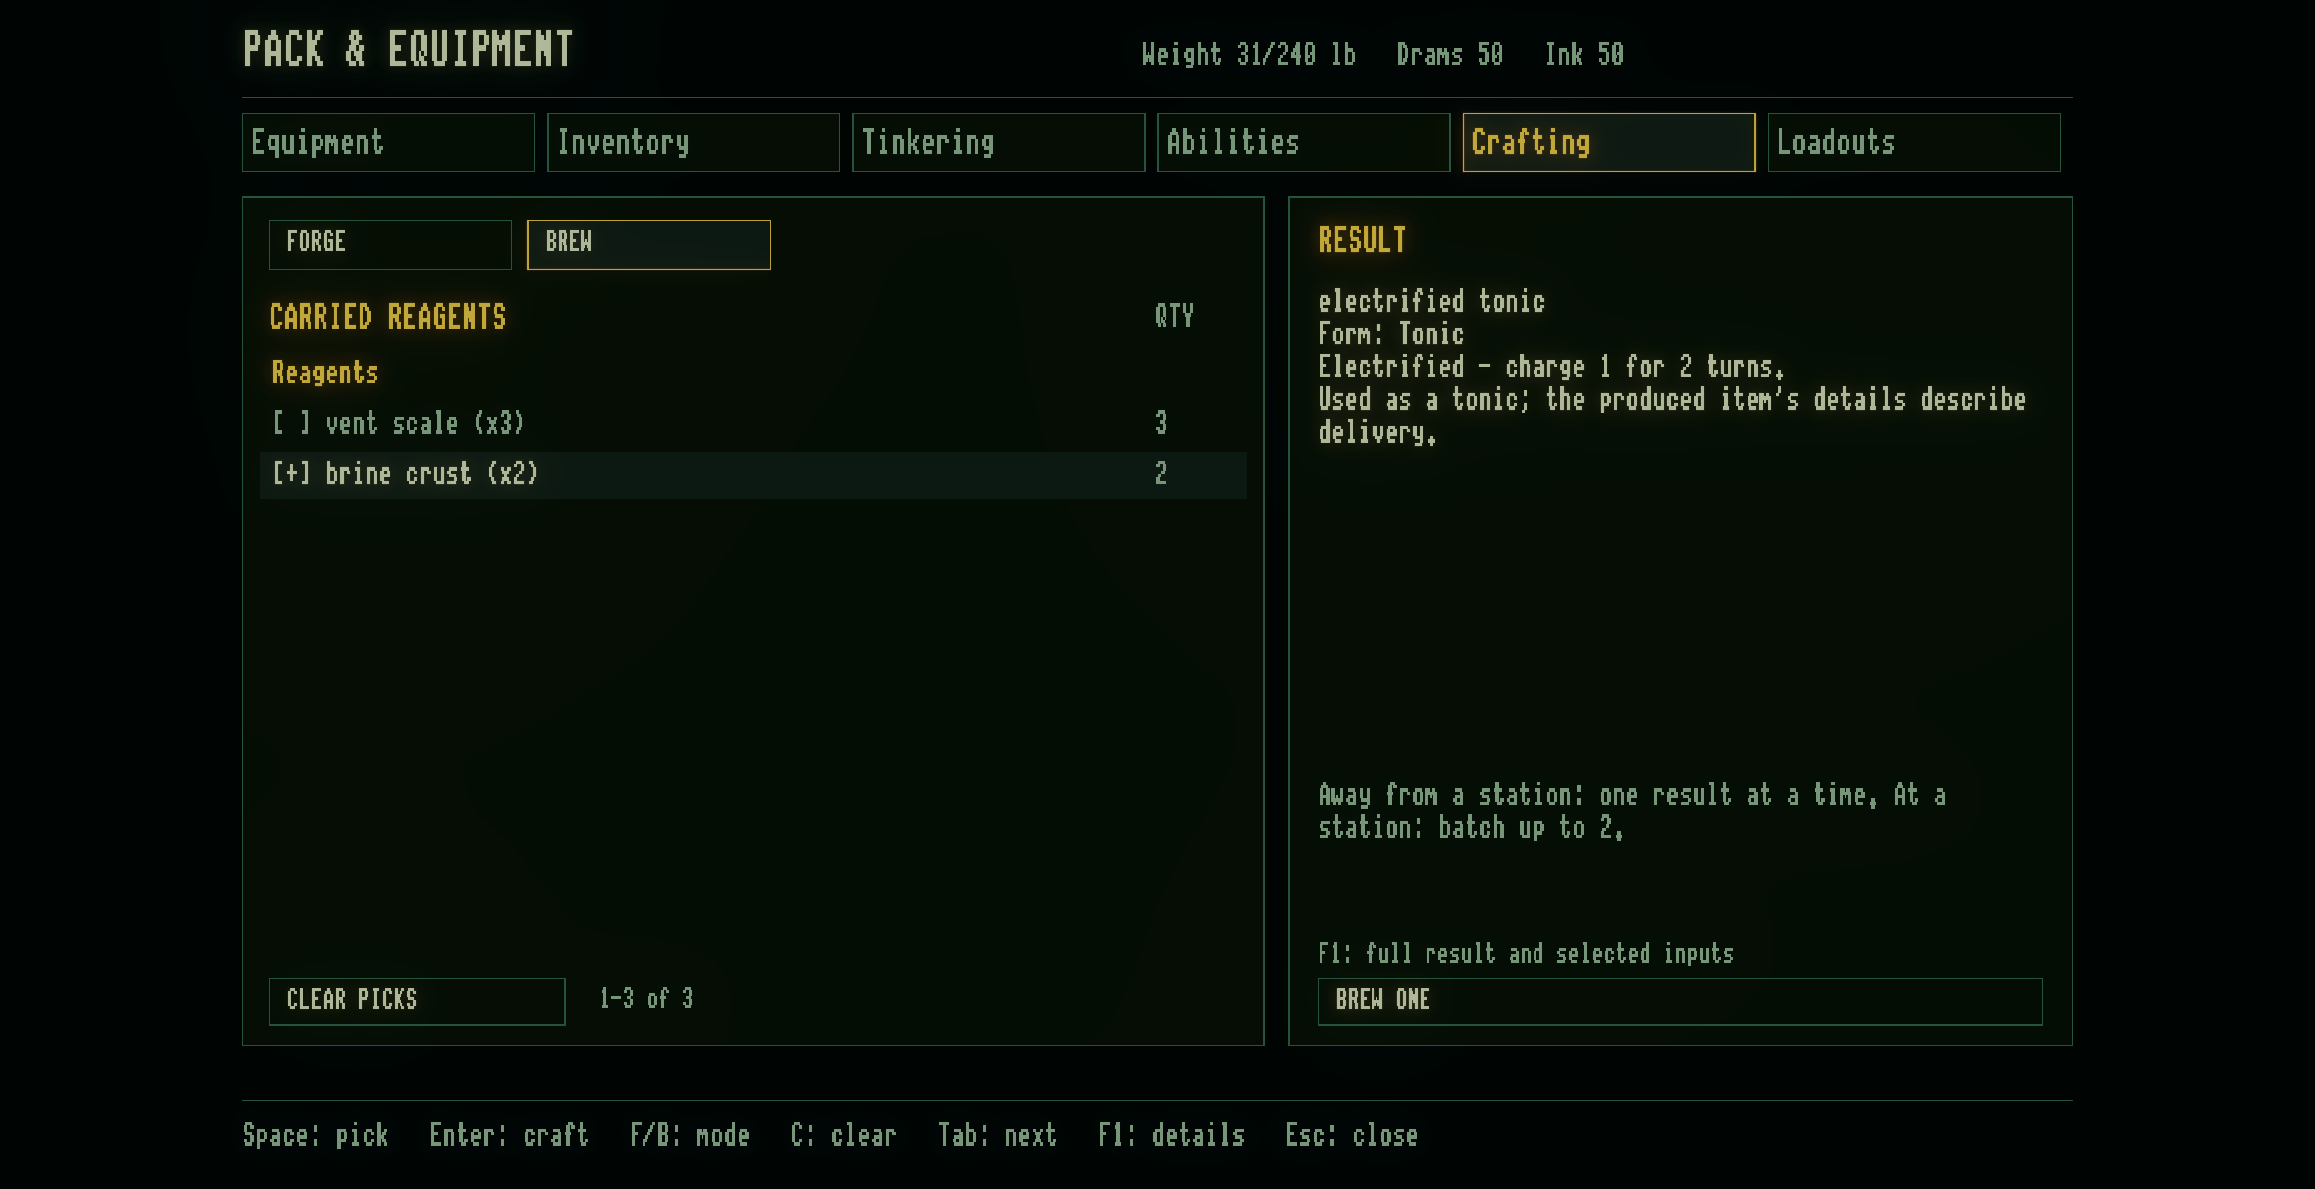 PACK & EQUIPMENT
Weight 31/240 lb Drams 50 Ink 50
Equipment Inventory Tinkering Abilities Crafting Loadouts
FORGE BREW
CARRIED REAGENTS QTY
Reagents
[ ] vent scale (x3) 3
[+] brine crust (x2) 2
CLEAR PICKS 1-3 of 3
RESULT
electrified tonic
Form: Tonic
Electrified - charge 1 for 2 turns.
Used as a tonic; the produced item's details describe
delivery.
Away from a station: one result at a time. At a
station: batch up to 2.
F1: full result and selected inputs
BREW ONE
Space: pick Enter: craft F/B: mode C: clear Tab: next F1: details Esc: close